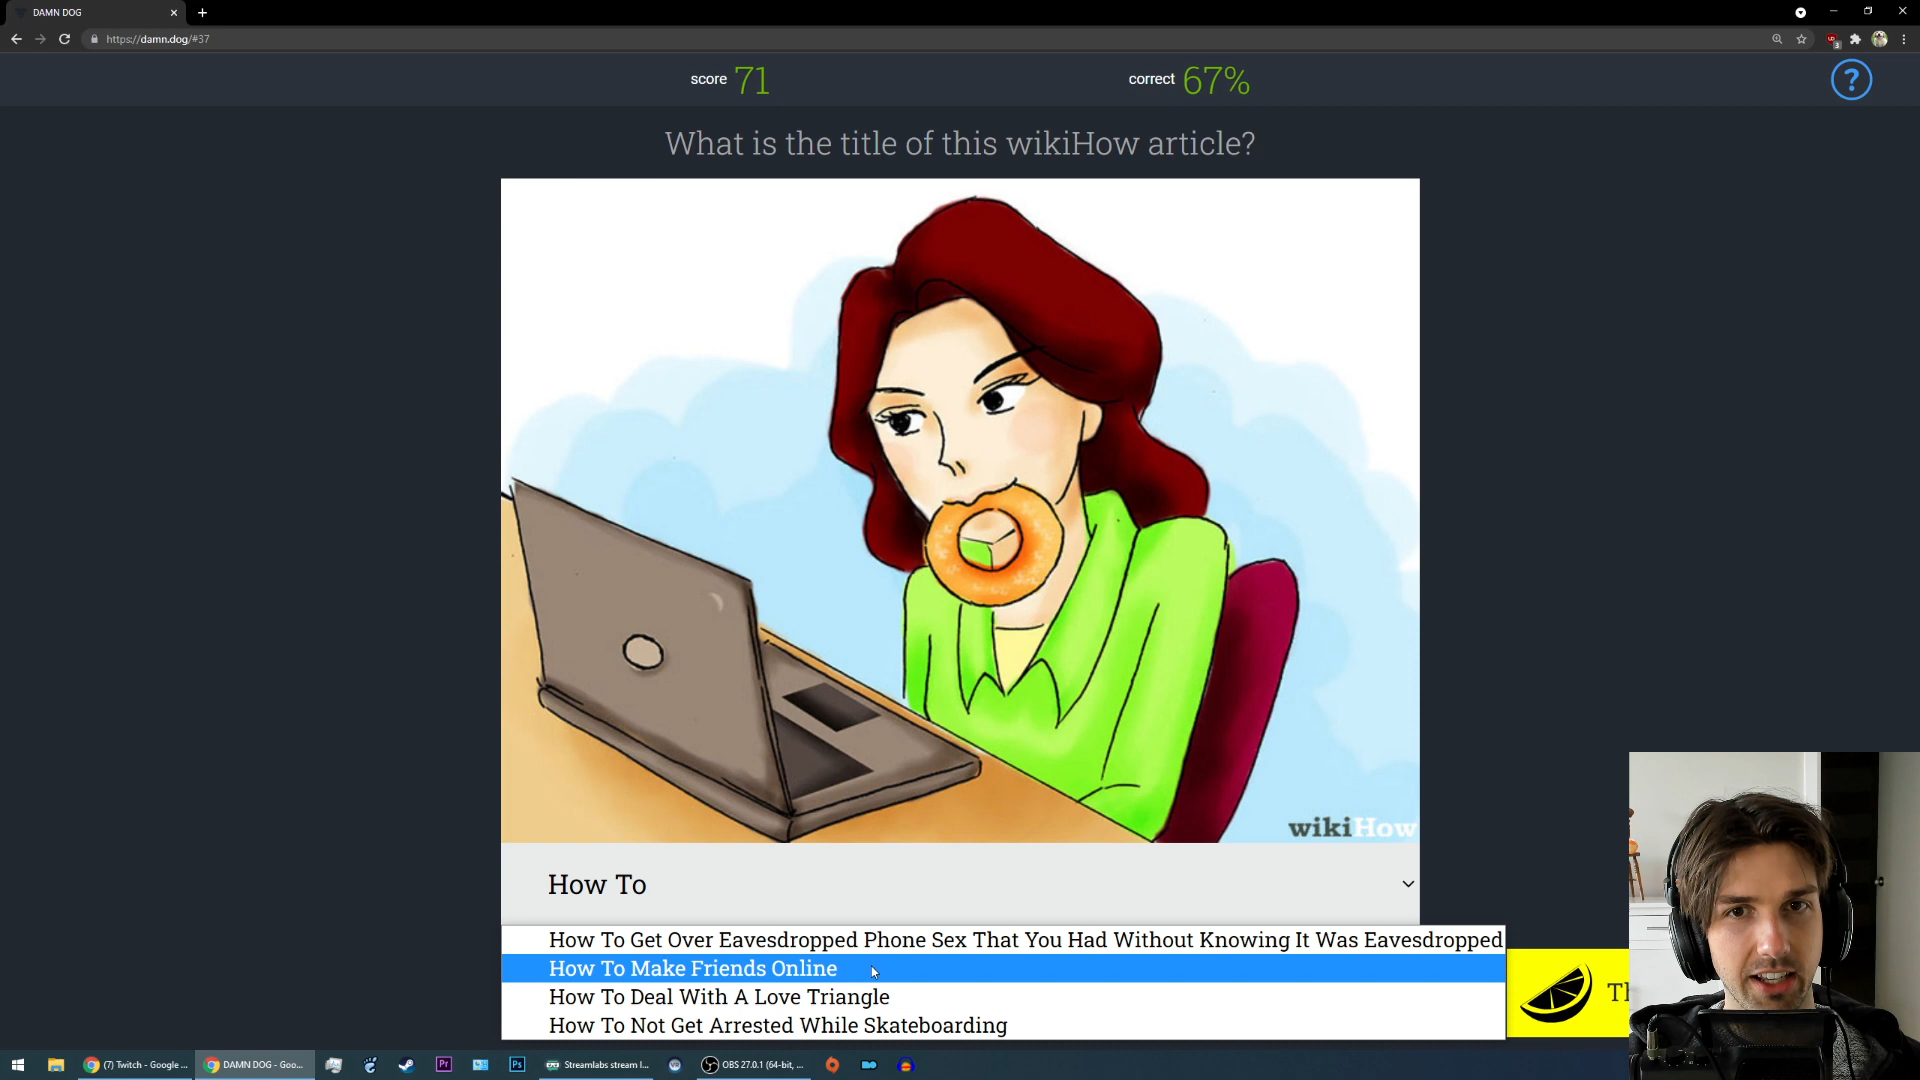 DAMN DOG
https://damn.dog/#37
score 71
correct 67%
?
What is the title of this wikiHow article?
wikiHow
How To
How To Get Over Eavesdropped Phone Sex That You Had Without Knowing It Was Eavesdropped
How To Make Friends Online
How To Deal With A Love Triangle
How To Not Get Arrested While Skateboarding
(7) Twitch - Google ...
DAMN DOG - Goo...
Pr
Ps
Streamlabs stream l...
OBS 27.0.1 (64-bit, ...